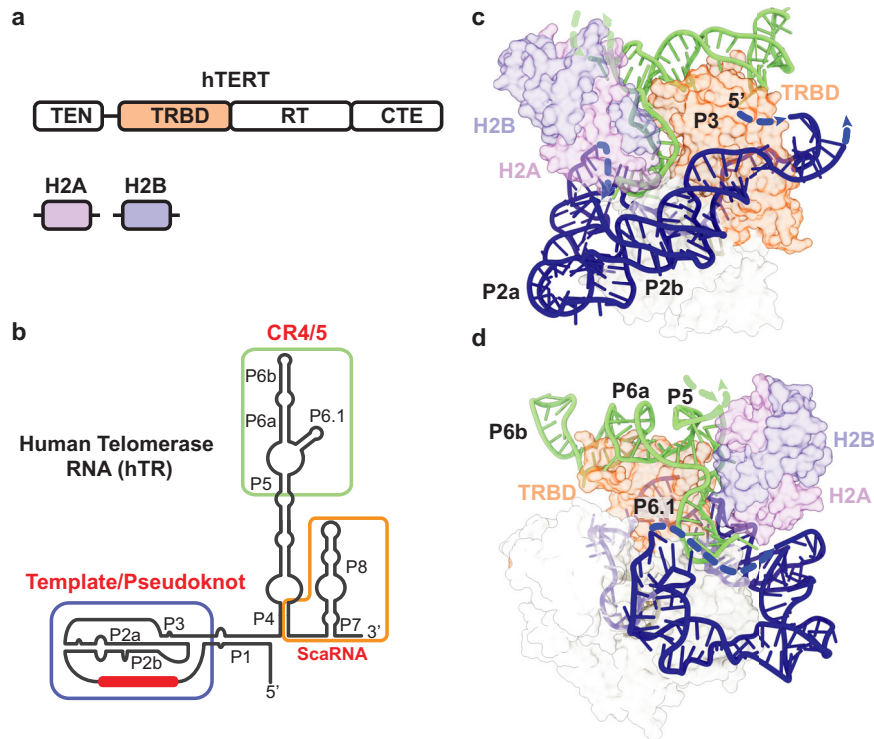 a
hTERT
TEN TRBD RT CTE
H2A H2B
b
CR4/5
P6b
P6a P6.1
Human Telomerase
RNA (hTR)
P5
Template/Pseudoknot
P8
P3
P2a
P4
P7 3’
P2b
P1
ScaRNA
5’
c
5’
TRBD
P3
H2B
H2A
P2a
P2b
d
P6a
P5
P6b
H2B
TRBD
H2A
P6.1